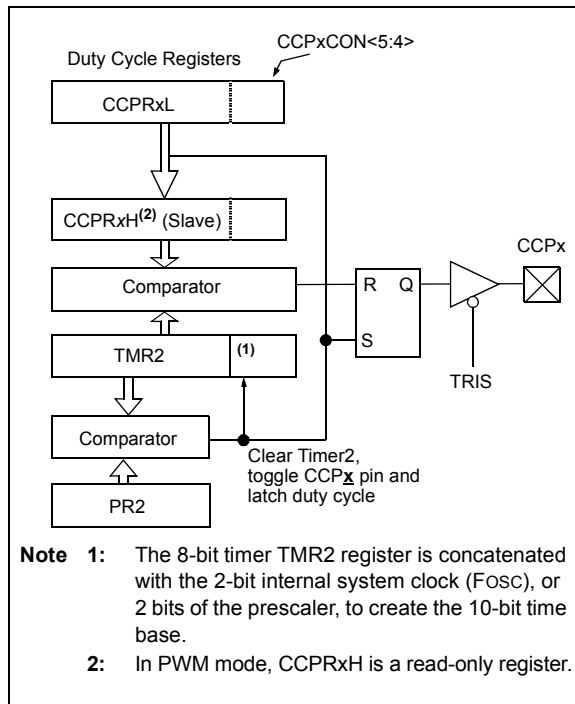 CCPxCON<5:4>
Duty Cycle Registers
CCPRxL
CCPRxH(2) (Slave)
CCPx
Comparator
R Q
TMR2
(1)
S
TRIS
Comparator
Clear Timer2,
toggle CCPx pin and
latch duty cycle
PR2
Note 1: The 8-bit timer TMR2 register is concatenated
with the 2-bit internal system clock (FOSC), or
2 bits of the prescaler, to create the 10-bit time
base.
2: In PWM mode, CCPRxH is a read-only register.